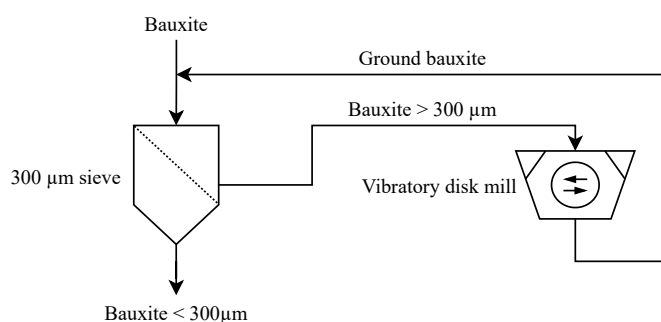 Bauxite
Ground bauxite
Bauxite > 300 µm
300 µm sieve
Vibratory disk mill
Bauxite < 300µm